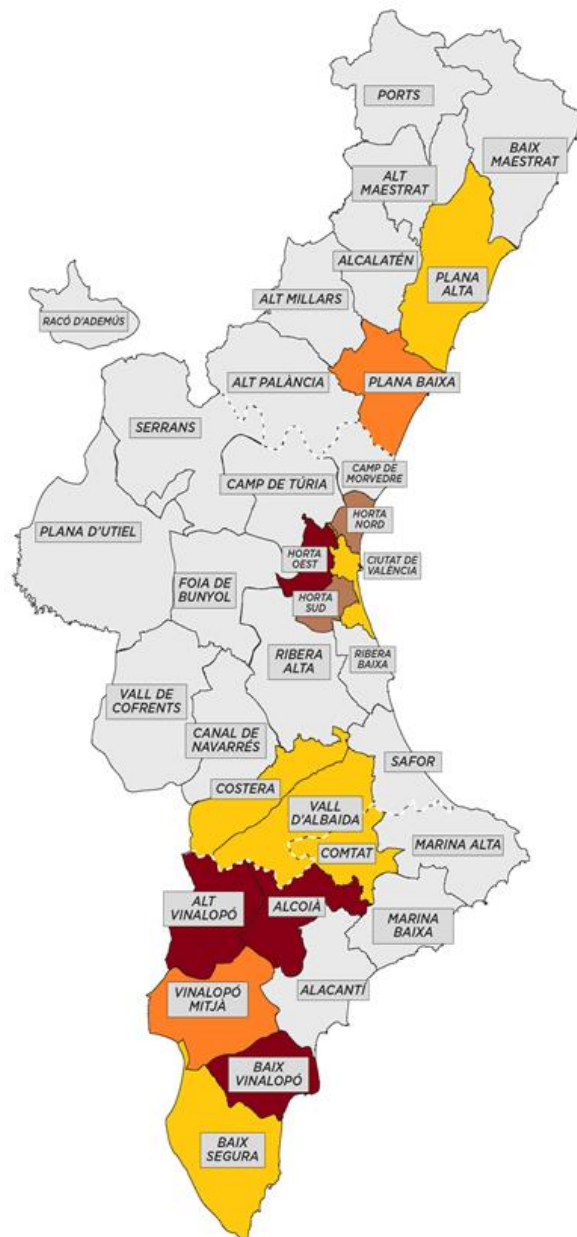 PORTS
BAIX
MAESTRAT
ALT
MAESTRAT
ALCALATÉN
PLANA
ALTA
ALT MILLARS
RACÓ D'ADEMÚS
ALT PALÀNCIA
PLANA BAIXA
SERRANS
CAMP DE
MORVEDRE
CAMP DE TÚRIA
HORTA
NORD
PLANA D'UTIEL
HORTA
OEST
CIUTAT DE
VALÈNCIA
FOIA DE
BUNYOL
HORTA
SUD
RIBERA
ALTA
RIBERA
BAIXA
VALL DE
COFRENTS
CANAL DE
NAVARRÉS
SAFOR
COSTERA
VALL
D'ALBAIDA
COMTAT
MARINA ALTA
ALT
VINALOPÓ
ALCOIÀ
MARINA
BAIXA
VINALOPÓ
MITJÀ
ALACANTÍ
BAIX
VINALOPÓ
BAIX
SEGURA